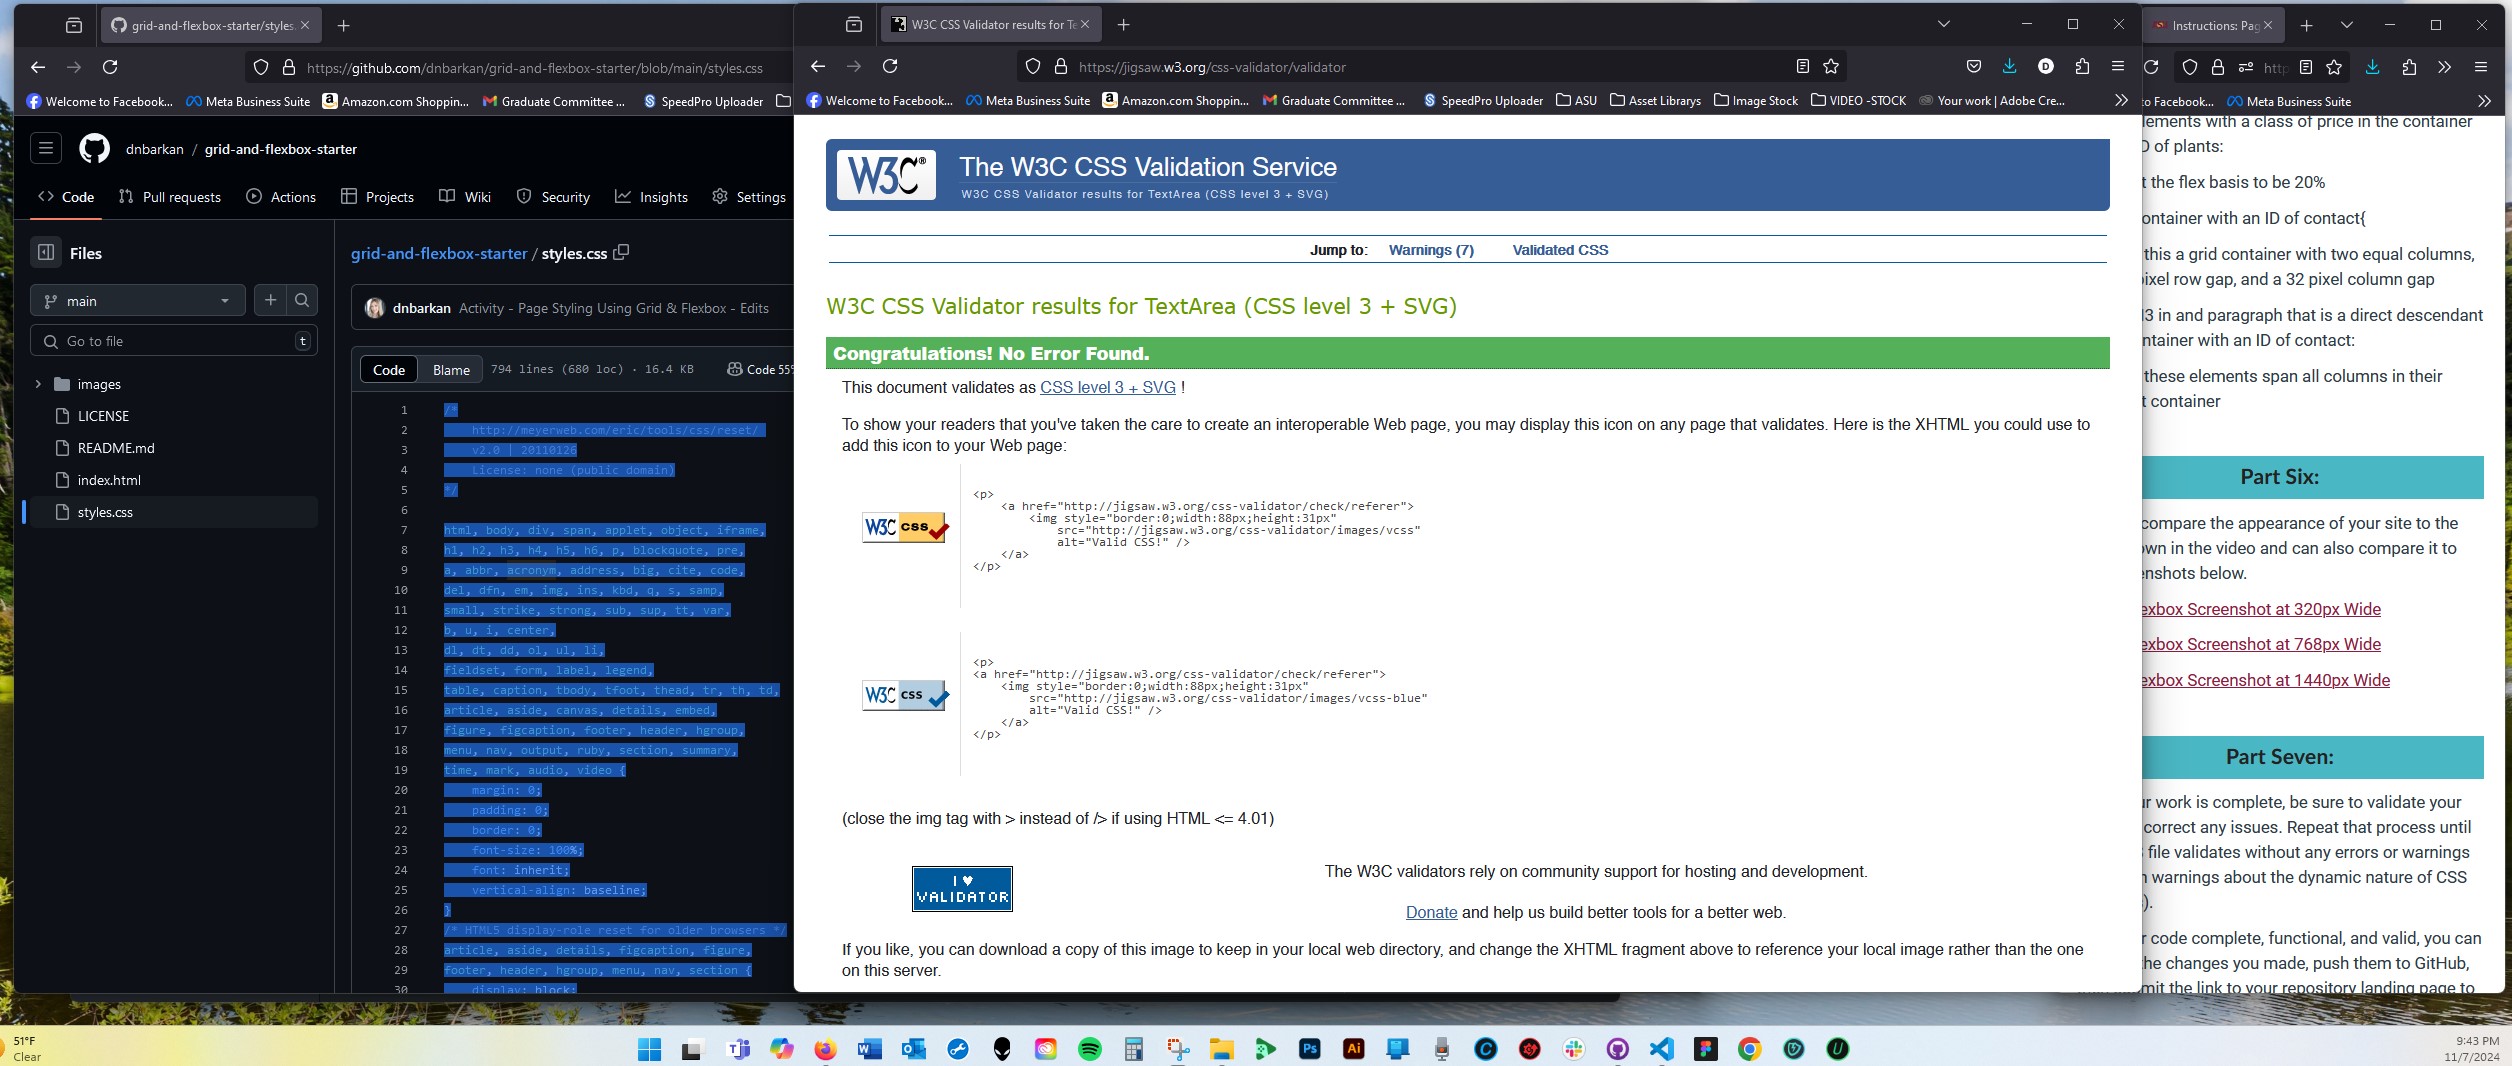 grid-and-flexbox-starter/styles.
https://github.com/dnbarkan/grid-and-flexbox-starter/blob/main/styles.css
Welcome to Facebook...
Meta Business Suite
Amazon.com Shoppin...
Graduate Committee ...
SpeedPro Uploader
dnbarkan / grid-and-flexbox-starter
Code
Pull requests
Actions
Projects
Wiki
Security
Insights
Settings
Files
main
Go to file
t
images
LICENSE
README.md
index.html
styles.css
grid-and-flexbox-starter / styles.css
dnbarkan Activity - Page Styling Using Grid & Flexbox - Edits
Code
Blame
794 lines (680 loc) · 16.4 KB
Code 55%
1 /*
2 http://meyerweb.com/eric/tools/css/reset/
3 v2.0 | 20110126
4 License: none (public domain)
5 */
6
7 html, body, div, span, applet, object, iframe,
8 h1, h2, h3, h4, h5, h6, p, blockquote, pre,
9 a, abbr, acronym, address, big, cite, code,
10 del, dfn, em, img, ins, kbd, q, s, samp,
11 small, strike, strong, sub, sup, tt, var,
12 b, u, i, center,
13 dl, dt, dd, ol, ul, li,
14 fieldset, form, label, legend,
15 table, caption, tbody, tfoot, thead, tr, th, td,
16 article, aside, canvas, details, embed,
17 figure, figcaption, footer, header, hgroup,
18 menu, nav, output, ruby, section, summary,
19 time, mark, audio, video {
20 margin: 0;
21 padding: 0;
22 border: 0;
23 font-size: 100%;
24 font: inherit;
25 vertical-align: baseline;
26 }
27 /* HTML5 display-role reset for older browsers */
28 article, aside, details, figcaption, figure,
29 footer, header, hgroup, menu, nav, section {
30 display: block;
W3C CSS Validator results for Te
https://jigsaw.w3.org/css-validator/validator
D
Welcome to Facebook...
Meta Business Suite
Amazon.com Shoppin...
Graduate Committee ...
SpeedPro Uploader
ASU
Asset Librarys
Image Stock
VIDEO -STOCK
Your work | Adobe Cre...
W3C®
The W3C CSS Validation Service
W3C CSS Validator results for TextArea (CSS level 3 + SVG)
Jump to: Warnings (7) Validated CSS
W3C CSS Validator results for TextArea (CSS level 3 + SVG)
Congratulations! No Error Found.
This document validates as CSS level 3 + SVG !
To show your readers that you've taken the care to create an interoperable Web page, you may display this icon on any page that validates. Here is the XHTML you could use to
add this icon to your Web page:
W3C css
<p>
<a href="http://jigsaw.w3.org/css-validator/check/referer">
<img style="border:0;width:88px;height:31px"
src="http://jigsaw.w3.org/css-validator/images/vcss"
alt="Valid CSS!" />
</a>
</p>
W3C css
<p>
<a href="http://jigsaw.w3.org/css-validator/check/referer">
<img style="border:0;width:88px;height:31px"
src="http://jigsaw.w3.org/css-validator/images/vcss-blue"
alt="Valid CSS!" />
</a>
</p>
(close the img tag with > instead of /> if using HTML <= 4.01)
I ♥
VALIDATOR
The W3C validators rely on community support for hosting and development.
Donate and help us build better tools for a better web.
If you like, you can download a copy of this image to keep in your local web directory, and change the XHTML fragment above to reference your local image rather than the one
on this server.
Instructions: Pag
http
to Facebook...
Meta Business Suite
lements with a class of price in the container
D of plants:
t the flex basis to be 20%
ontainer with an ID of contact{
this a grid container with two equal columns,
ixel row gap, and a 32 pixel column gap
3 in and paragraph that is a direct descendant
ntainer with an ID of contact:
these elements span all columns in their
t container
Part Six:
compare the appearance of your site to the
wn in the video and can also compare it to
enshots below.
exbox Screenshot at 320px Wide
exbox Screenshot at 768px Wide
exbox Screenshot at 1440px Wide
Part Seven:
ur work is complete, be sure to validate your
correct any issues. Repeat that process until
file validates without any errors or warnings
n warnings about the dynamic nature of CSS
).
r code complete, functional, and valid, you can
he changes you made, push them to GitHub,
mit the link to your repository landing page to
51°F
Clear
9:43 PM
11/7/2024